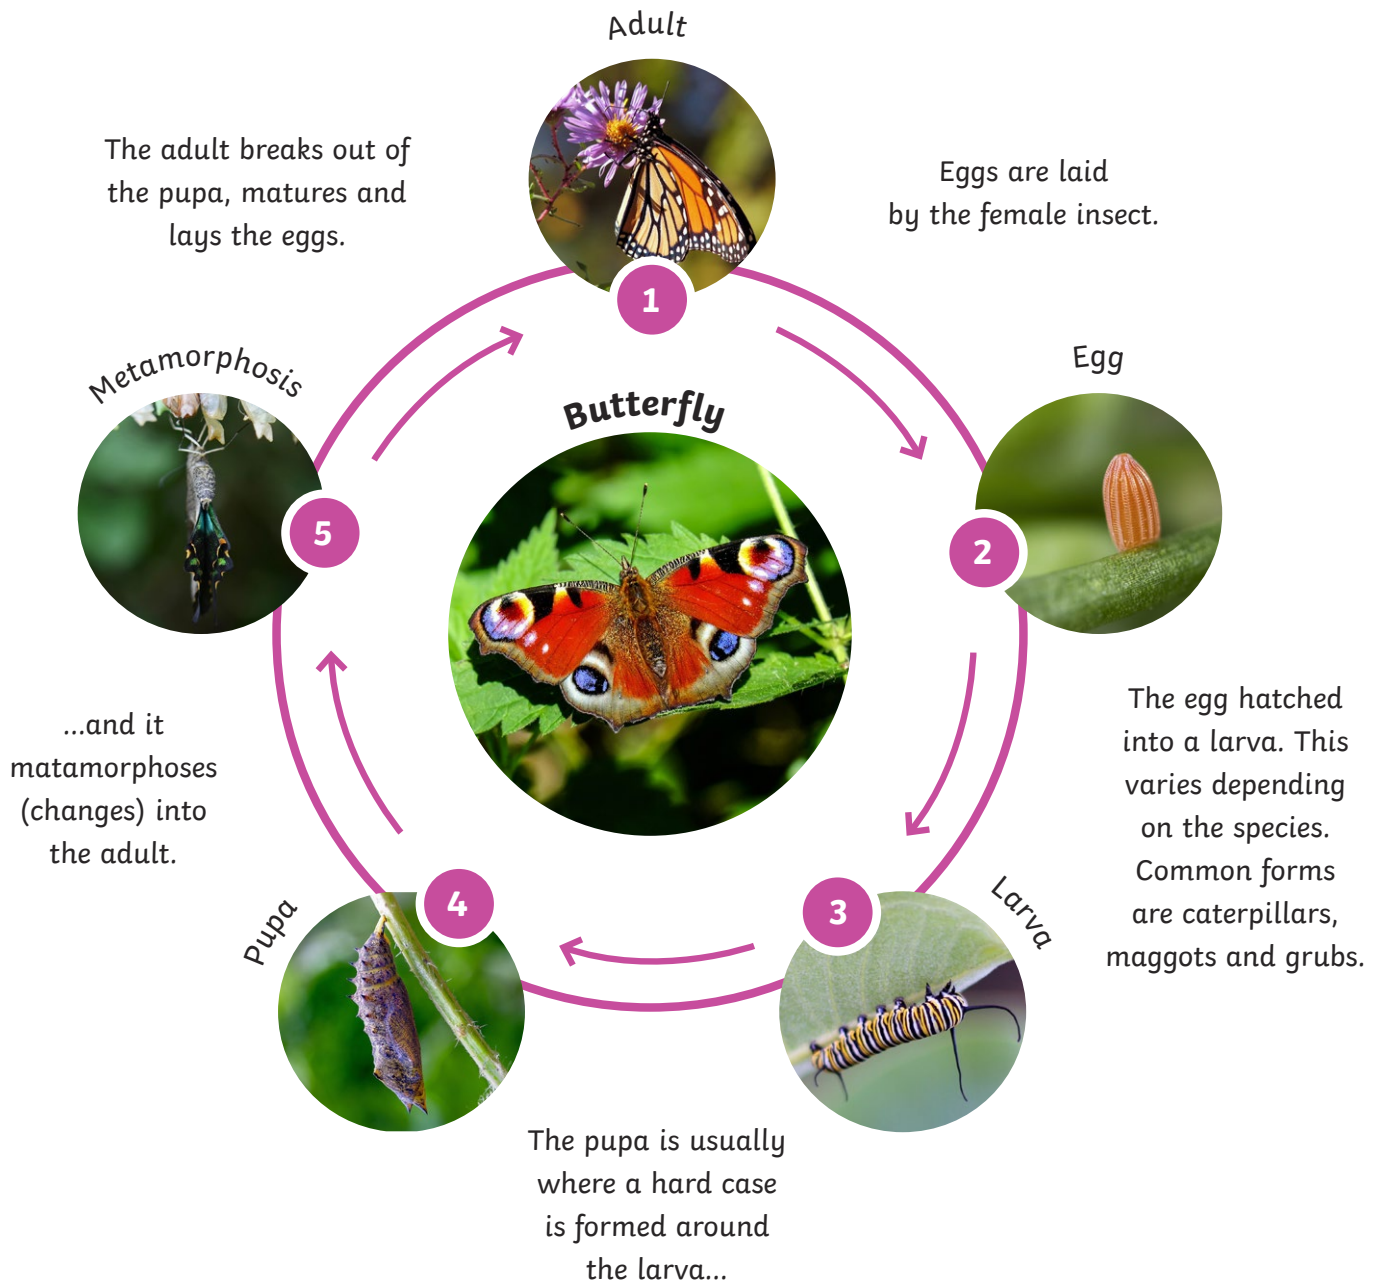 Adult
Eggs are laid
by the female insect.
1
Egg
2
The egg hatched
into a larva. This
varies depending
on the species.
Common forms
are caterpillars,
maggots and grubs.
Larva
3
The pupa is usually
where a hard case
is formed around
the larva...
Pupa
4
...and it
matamorphoses
(changes) into
the adult.
Metamorphosis
5
The adult breaks out of
the pupa, matures and
lays the eggs.
Butterfly